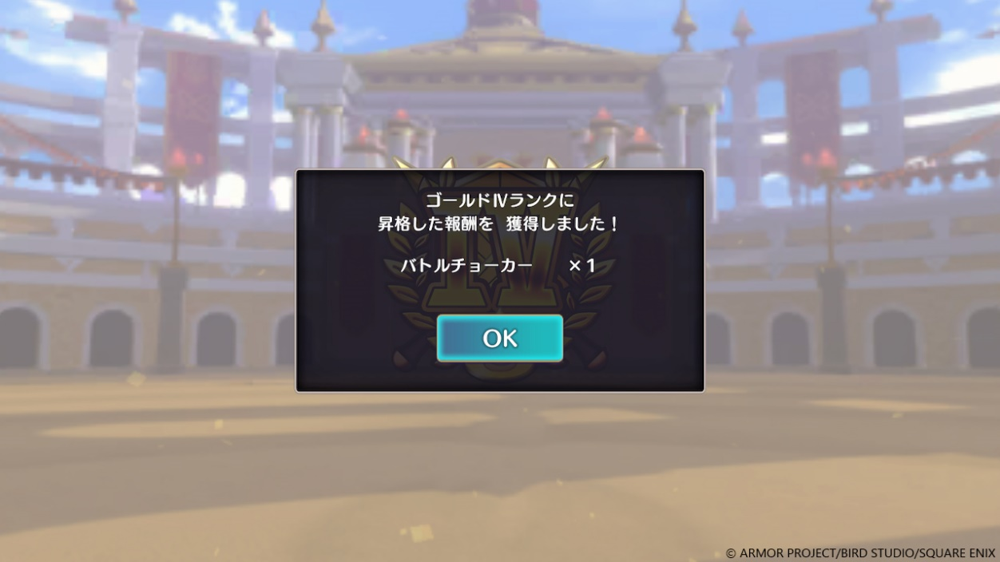 ゴールドⅣランクに
昇格した報酬を 獲得しました！
バトルチョーカー ×1
IV
OK
© ARMOR PROJECT/BIRD STUDIO/SQUARE ENIX